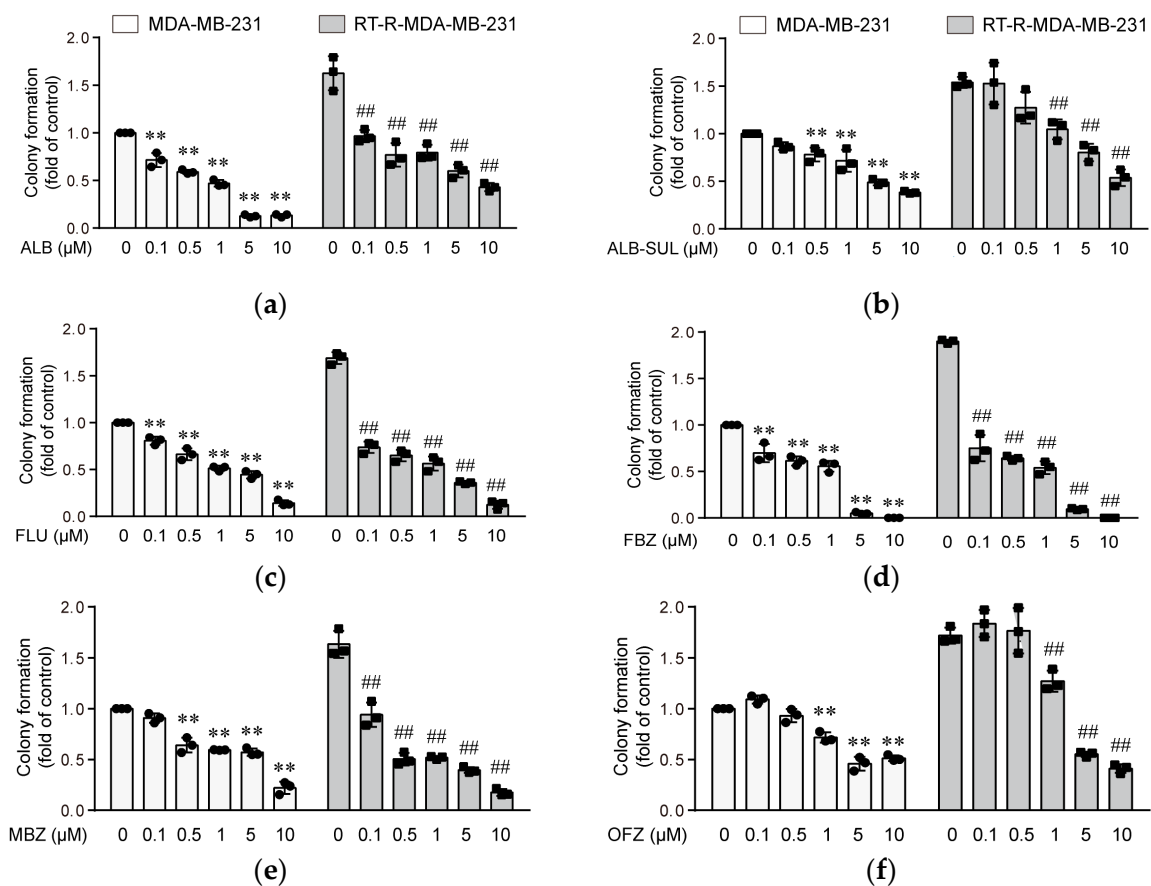 MDA-MB-231 RT-R-MDA-MB-231
Colony formation
(fold of control)
2.0
1.5
1.0
0.5
0.0
** ** ** ** **
## ## ## ## ##
ALB (μM) 0 0.1 0.5 1 5 10 0 0.1 0.5 1 5 10
(a)
MDA-MB-231 RT-R-MDA-MB-231
Colony formation
(fold of control)
2.0
1.5
1.0
0.5
0.0
** ** ** **
## ## ##
ALB-SUL (μM) 0 0.1 0.5 1 5 10 0 0.1 0.5 1 5 10
(b)
Colony formation
(fold of control)
2.0
1.5
1.0
0.5
0.0
** ** ** ** **
## ## ## ## ##
FLU (μM) 0 0.1 0.5 1 5 10 0 0.1 0.5 1 5 10
(c)
Colony formation
(fold of control)
2.0
1.5
1.0
0.5
0.0
** ** ** ** **
## ## ## ## ##
FBZ (μM) 0 0.1 0.5 1 5 10 0 0.1 0.5 1 5 10
(d)
Colony formation
(fold of control)
2.0
1.5
1.0
0.5
0.0
** ** ** **
## ## ## ## ##
MBZ (μM) 0 0.1 0.5 1 5 10 0 0.1 0.5 1 5 10
(e)
Colony formation
(fold of control)
2.0
1.5
1.0
0.5
0.0
** ** **
## ## ##
OFZ (μM) 0 0.1 0.5 1 5 10 0 0.1 0.5 1 5 10
(f)